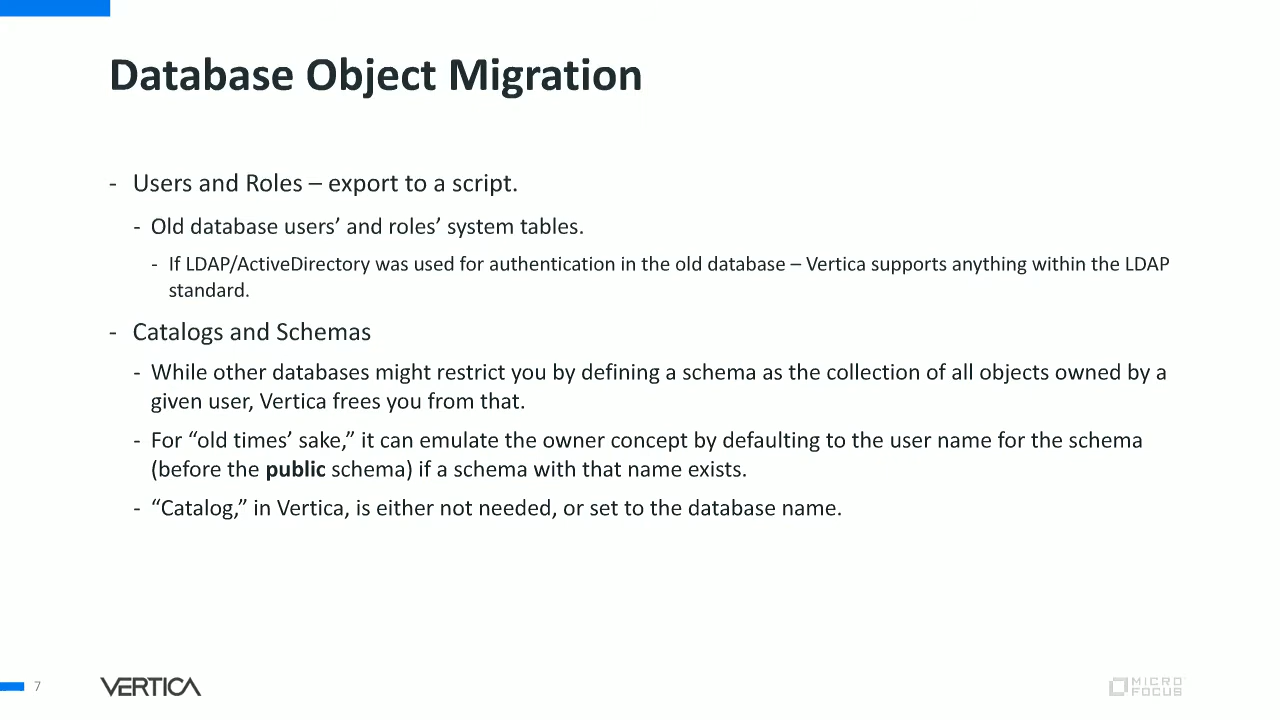 Database Object Migration
- Users and Roles – export to a script.
- Old database users’ and roles’ system tables.
- If LDAP/ActiveDirectory was used for authentication in the old database – Vertica supports anything within the LDAP
standard.
- Catalogs and Schemas
- While other databases might restrict you by defining a schema as the collection of all objects owned by a
given user, Vertica frees you from that.
- For “old times’ sake,” it can emulate the owner concept by defaulting to the user name for the schema
(before the public schema) if a schema with that name exists.
- “Catalog,” in Vertica, is either not needed, or set to the database name.
7
VERTICA
MICRO
FOCUS